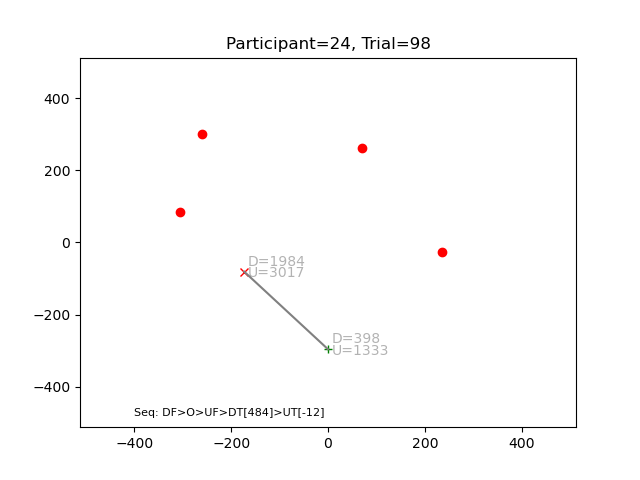 Participant=24, Trial=98
400
200
0
−200
−400
D=1984
U=3017
D=398
U=1333
Seq: DF>O>UF>DT[484]>UT[-12]
−400 −200 0 200 400